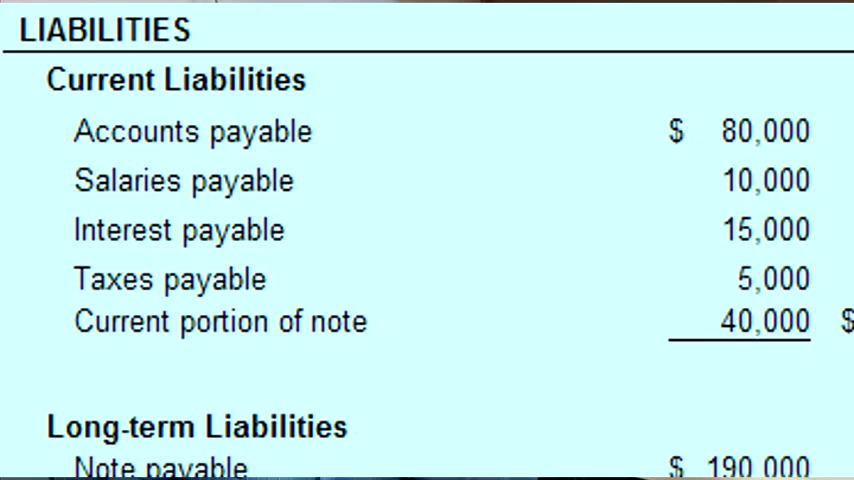 LIABILITIES
Current Liabilities
Accounts payable $ 80,000
Salaries payable 10,000
Interest payable 15,000
Taxes payable 5,000
Current portion of note 40,000 $
Long-term Liabilities
Note payable $ 190,000